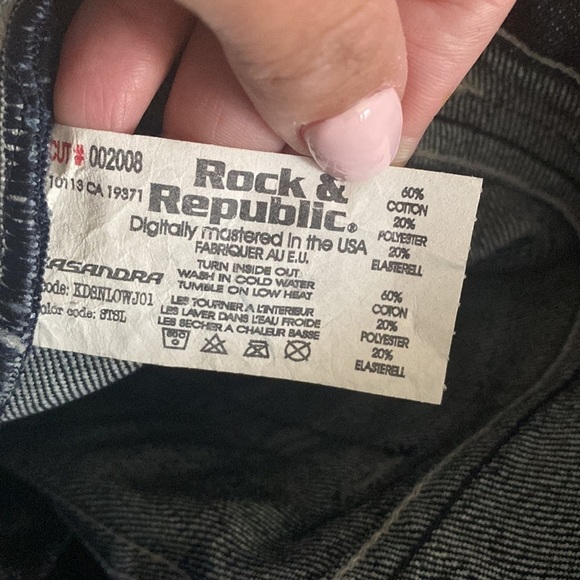 CUT # 002008
10113 CA 19371
Rock &
Republic®
Digitally mastered in the USA
FABRIQUER AU E.U.
TURN INSIDE OUT
WASH IN COLD WATER
TUMBLE ON LOW HEAT
LES TOURNER A L'INTERIEUR
LES LAVER DANS L'EAU FROIDE
LES SECHER A CHALEUR BASSE
KASANDRA
code: KDSNLOWJ01
color code: STSL
60%
COTTON
20%
POLYESTER
20%
ELASTERELL
60%
COTON
20%
POLYESTER
20%
ELASTERELL